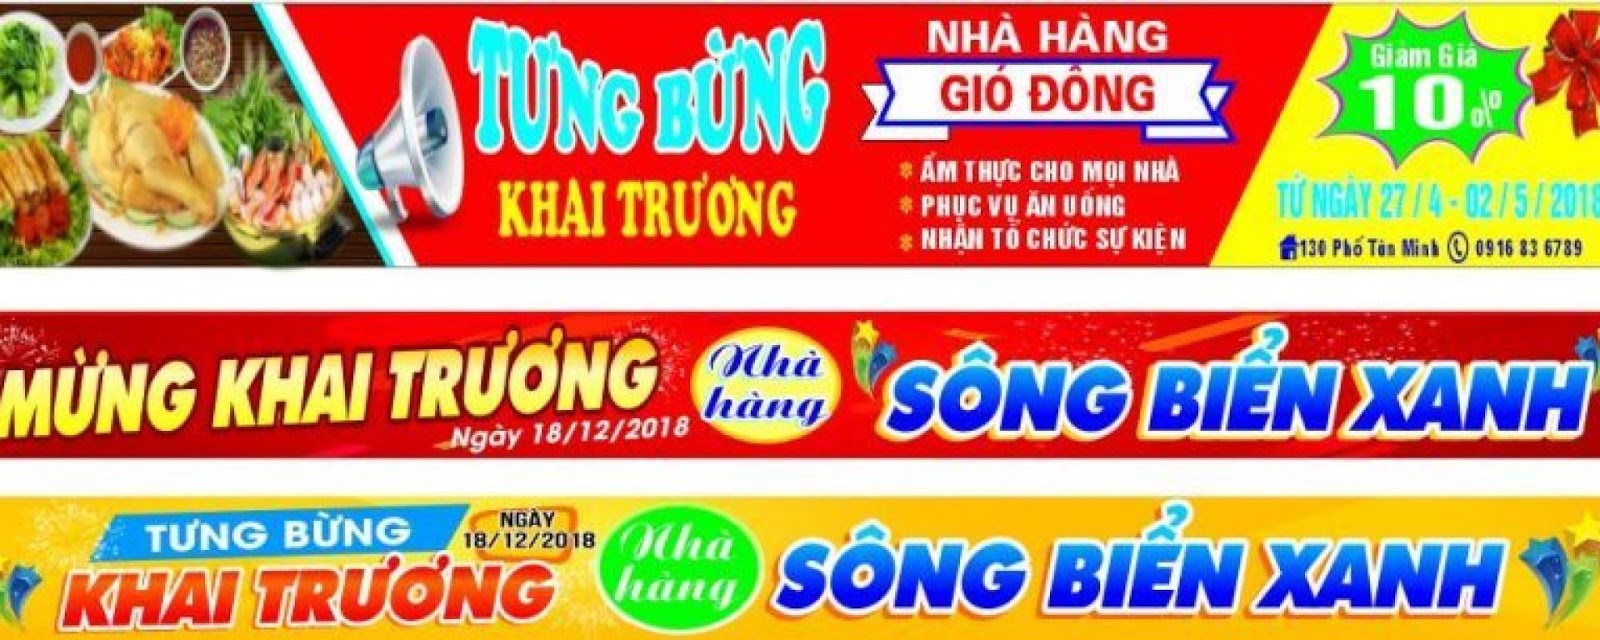 TƯNG BỪNG
KHAI TRƯƠNG
NHÀ HÀNG
GIÓ ĐÔNG
ẨM THỰC CHO MỌI NHÀ
PHỤC VỤ ĂN UỐNG
NHẬN TỔ CHỨC SỰ KIỆN
Giảm Giá
10%
TỪ NGÀY 27/4 - 02/5/2018
130 Phố Tân Minh 0916 83 6789
MỪNG KHAI TRƯƠNG
Ngày 18/12/2018
Nhà
hàng
SÔNG BIỂN XANH
TƯNG BỪNG
KHAI TRƯƠNG
NGÀY
18/12/2018
Nhà
hàng
SÔNG BIỂN XANH